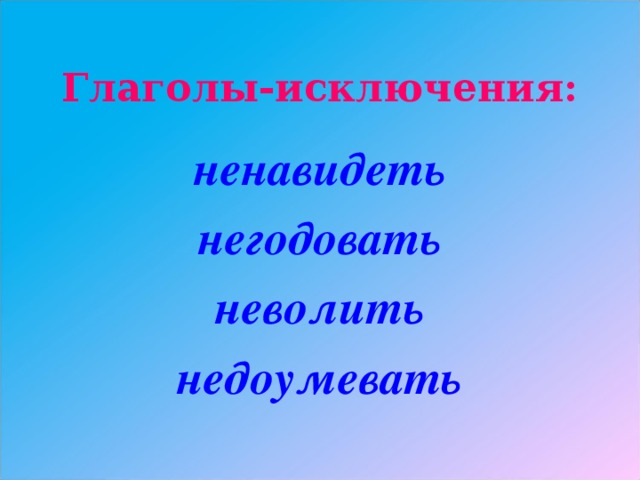 Глаголы-исключения:
ненавидеть
негодовать
неволить
недоумевать